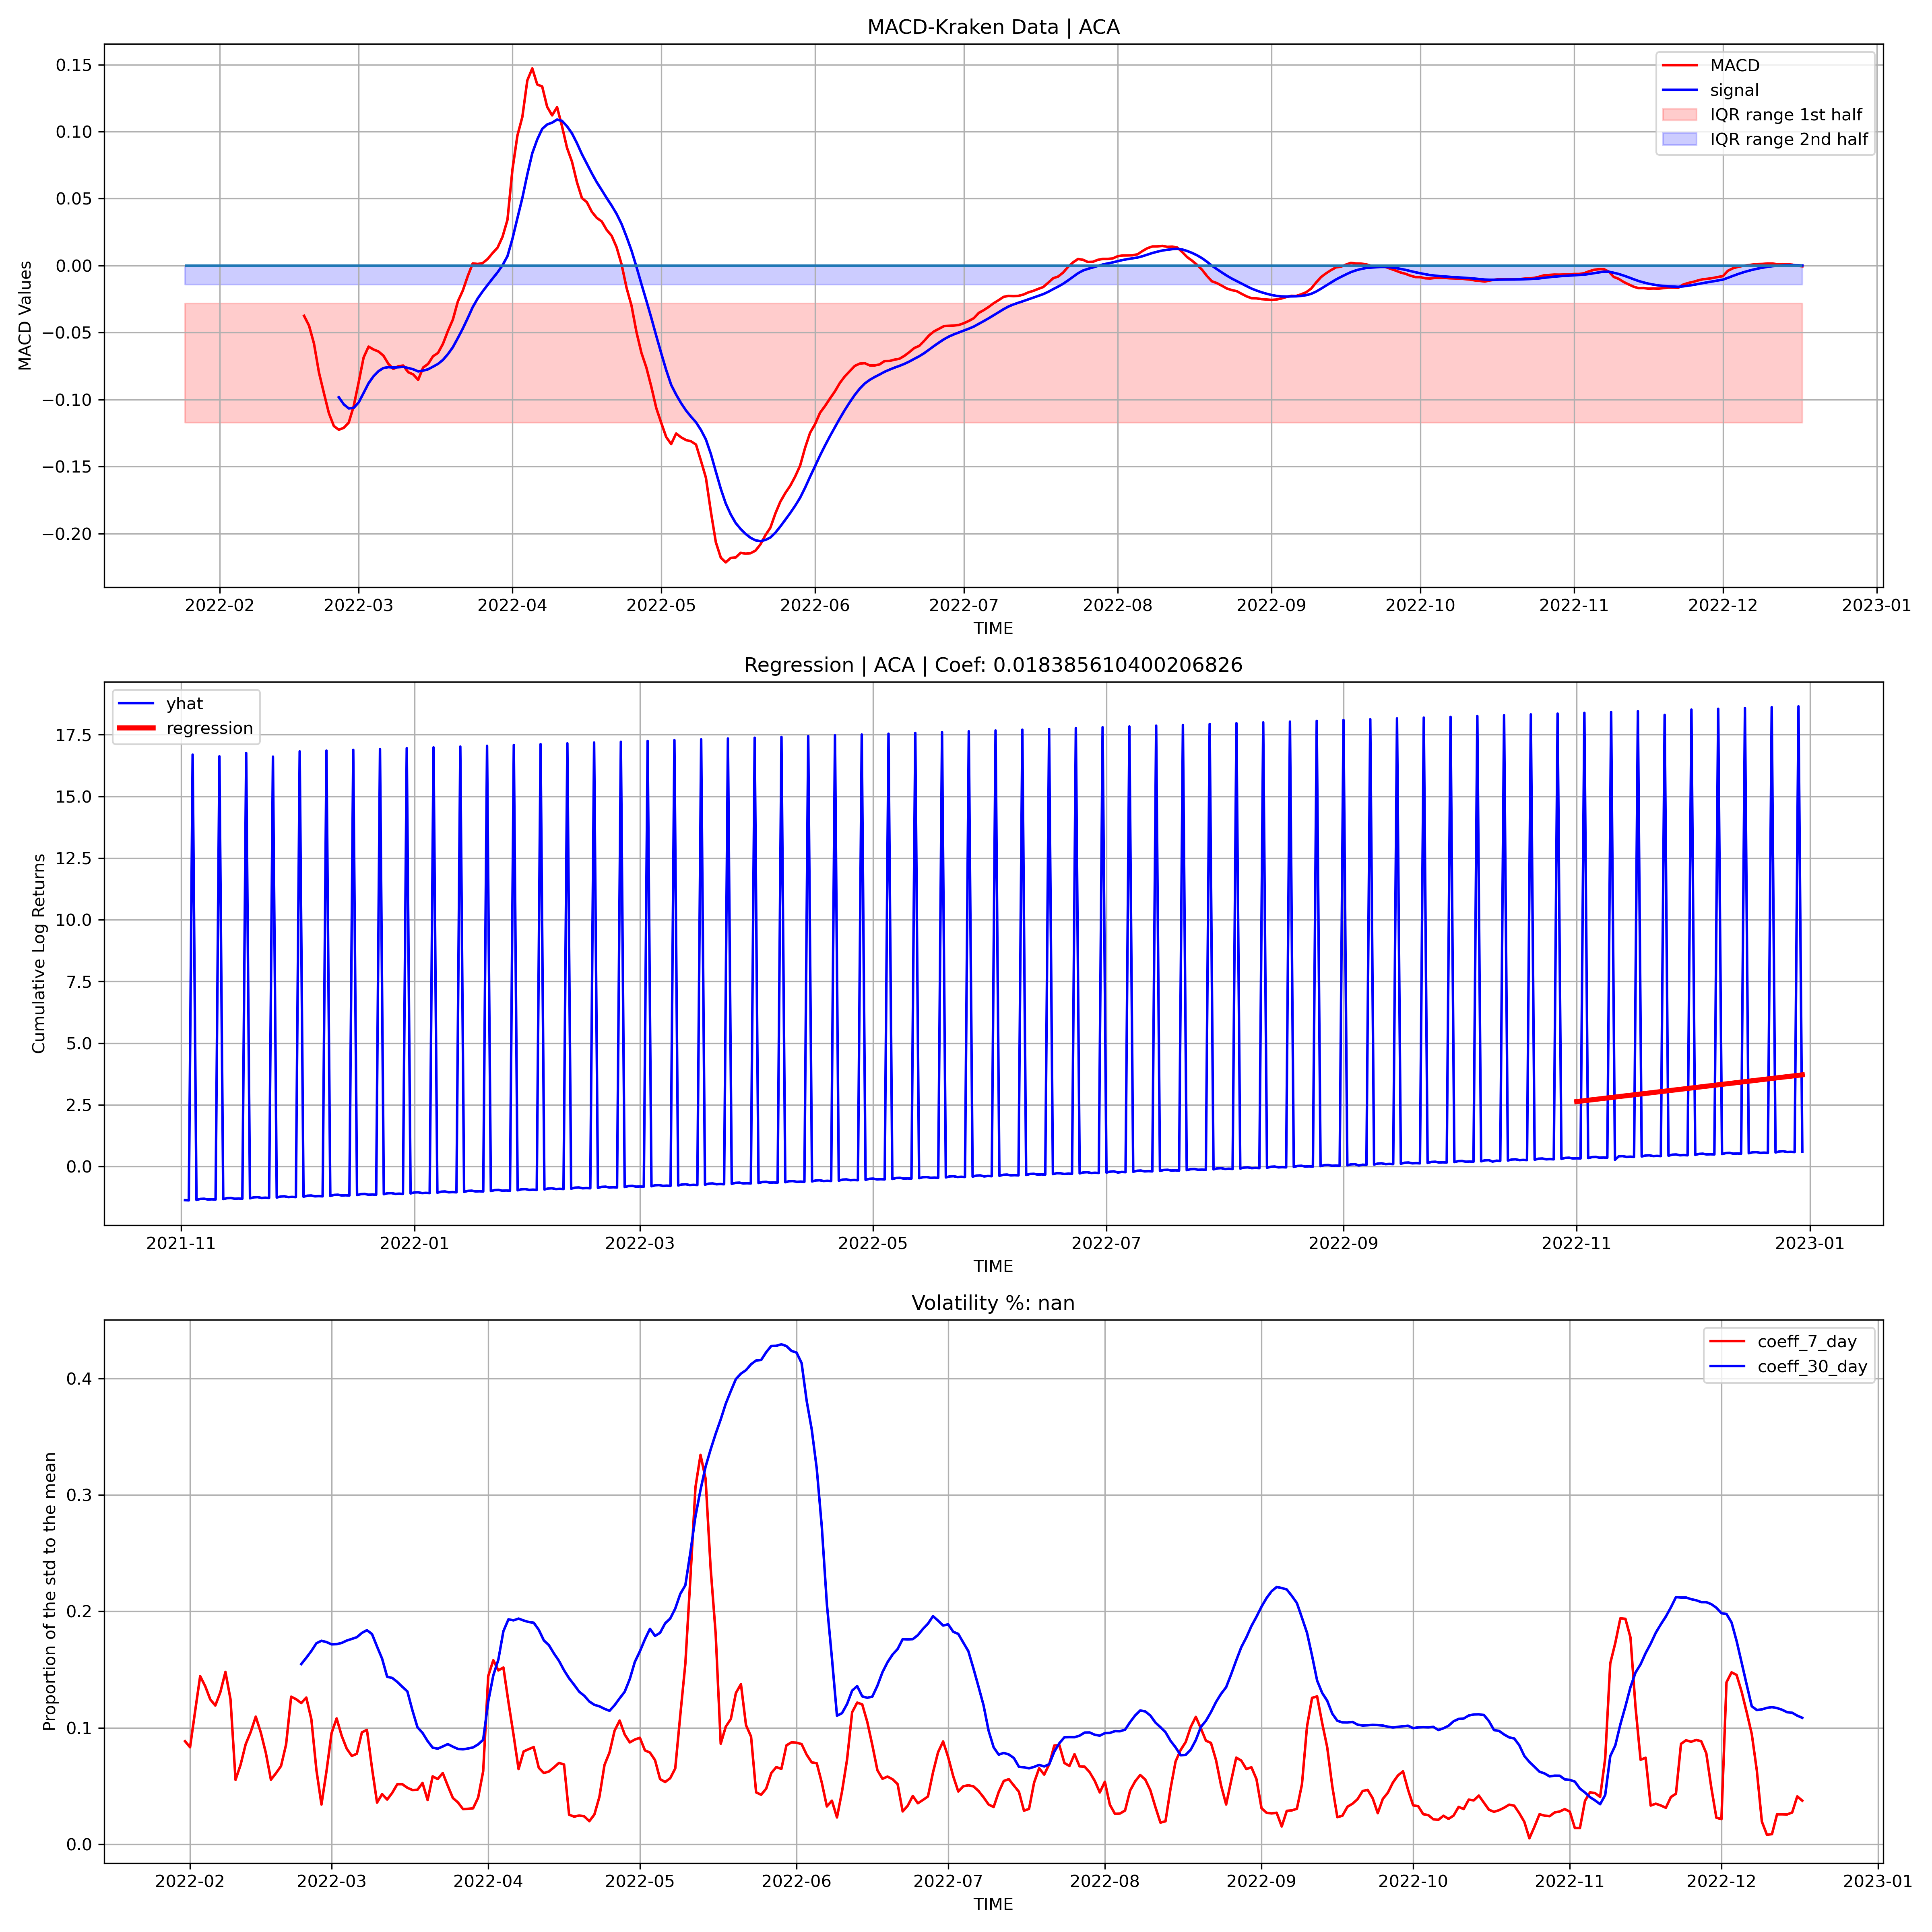 MACD-Kraken Data | ACA
MACD Values
0.15
0.10
0.05
0.00
−0.05
−0.10
−0.15
−0.20
MACD
signal
IQR range 1st half
IQR range 2nd half
2022-02 2022-03 2022-04 2022-05 2022-06 2022-07 2022-08 2022-09 2022-10 2022-11 2022-12 2023-01
TIME
Regression | ACA | Coef: 0.018385610400206826
Cumulative Log Returns
17.5
15.0
12.5
10.0
7.5
5.0
2.5
0.0
yhat
regression
2021-11 2022-01 2022-03 2022-05 2022-07 2022-09 2022-11 2023-01
TIME
Volatility %: nan
Proportion of the std to the mean
0.4
0.3
0.2
0.1
0.0
coeff_7_day
coeff_30_day
2022-02 2022-03 2022-04 2022-05 2022-06 2022-07 2022-08 2022-09 2022-10 2022-11 2022-12 2023-01
TIME